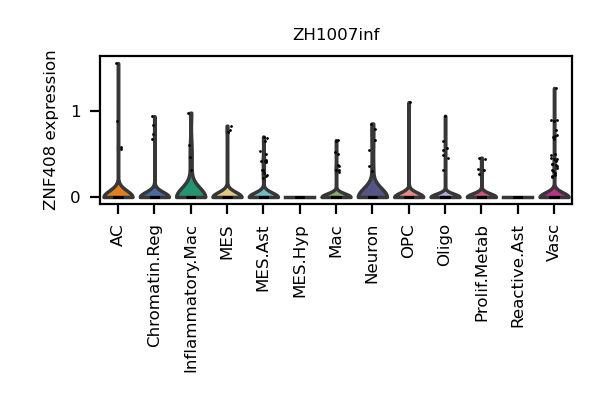 ZH1007inf
ZNF408 expression
1
0
AC
Chromatin.Reg
Inflammatory.Mac
MES
MES.Ast
MES.Hyp
Mac
Neuron
OPC
Oligo
Prolif.Metab
Reactive.Ast
Vasc